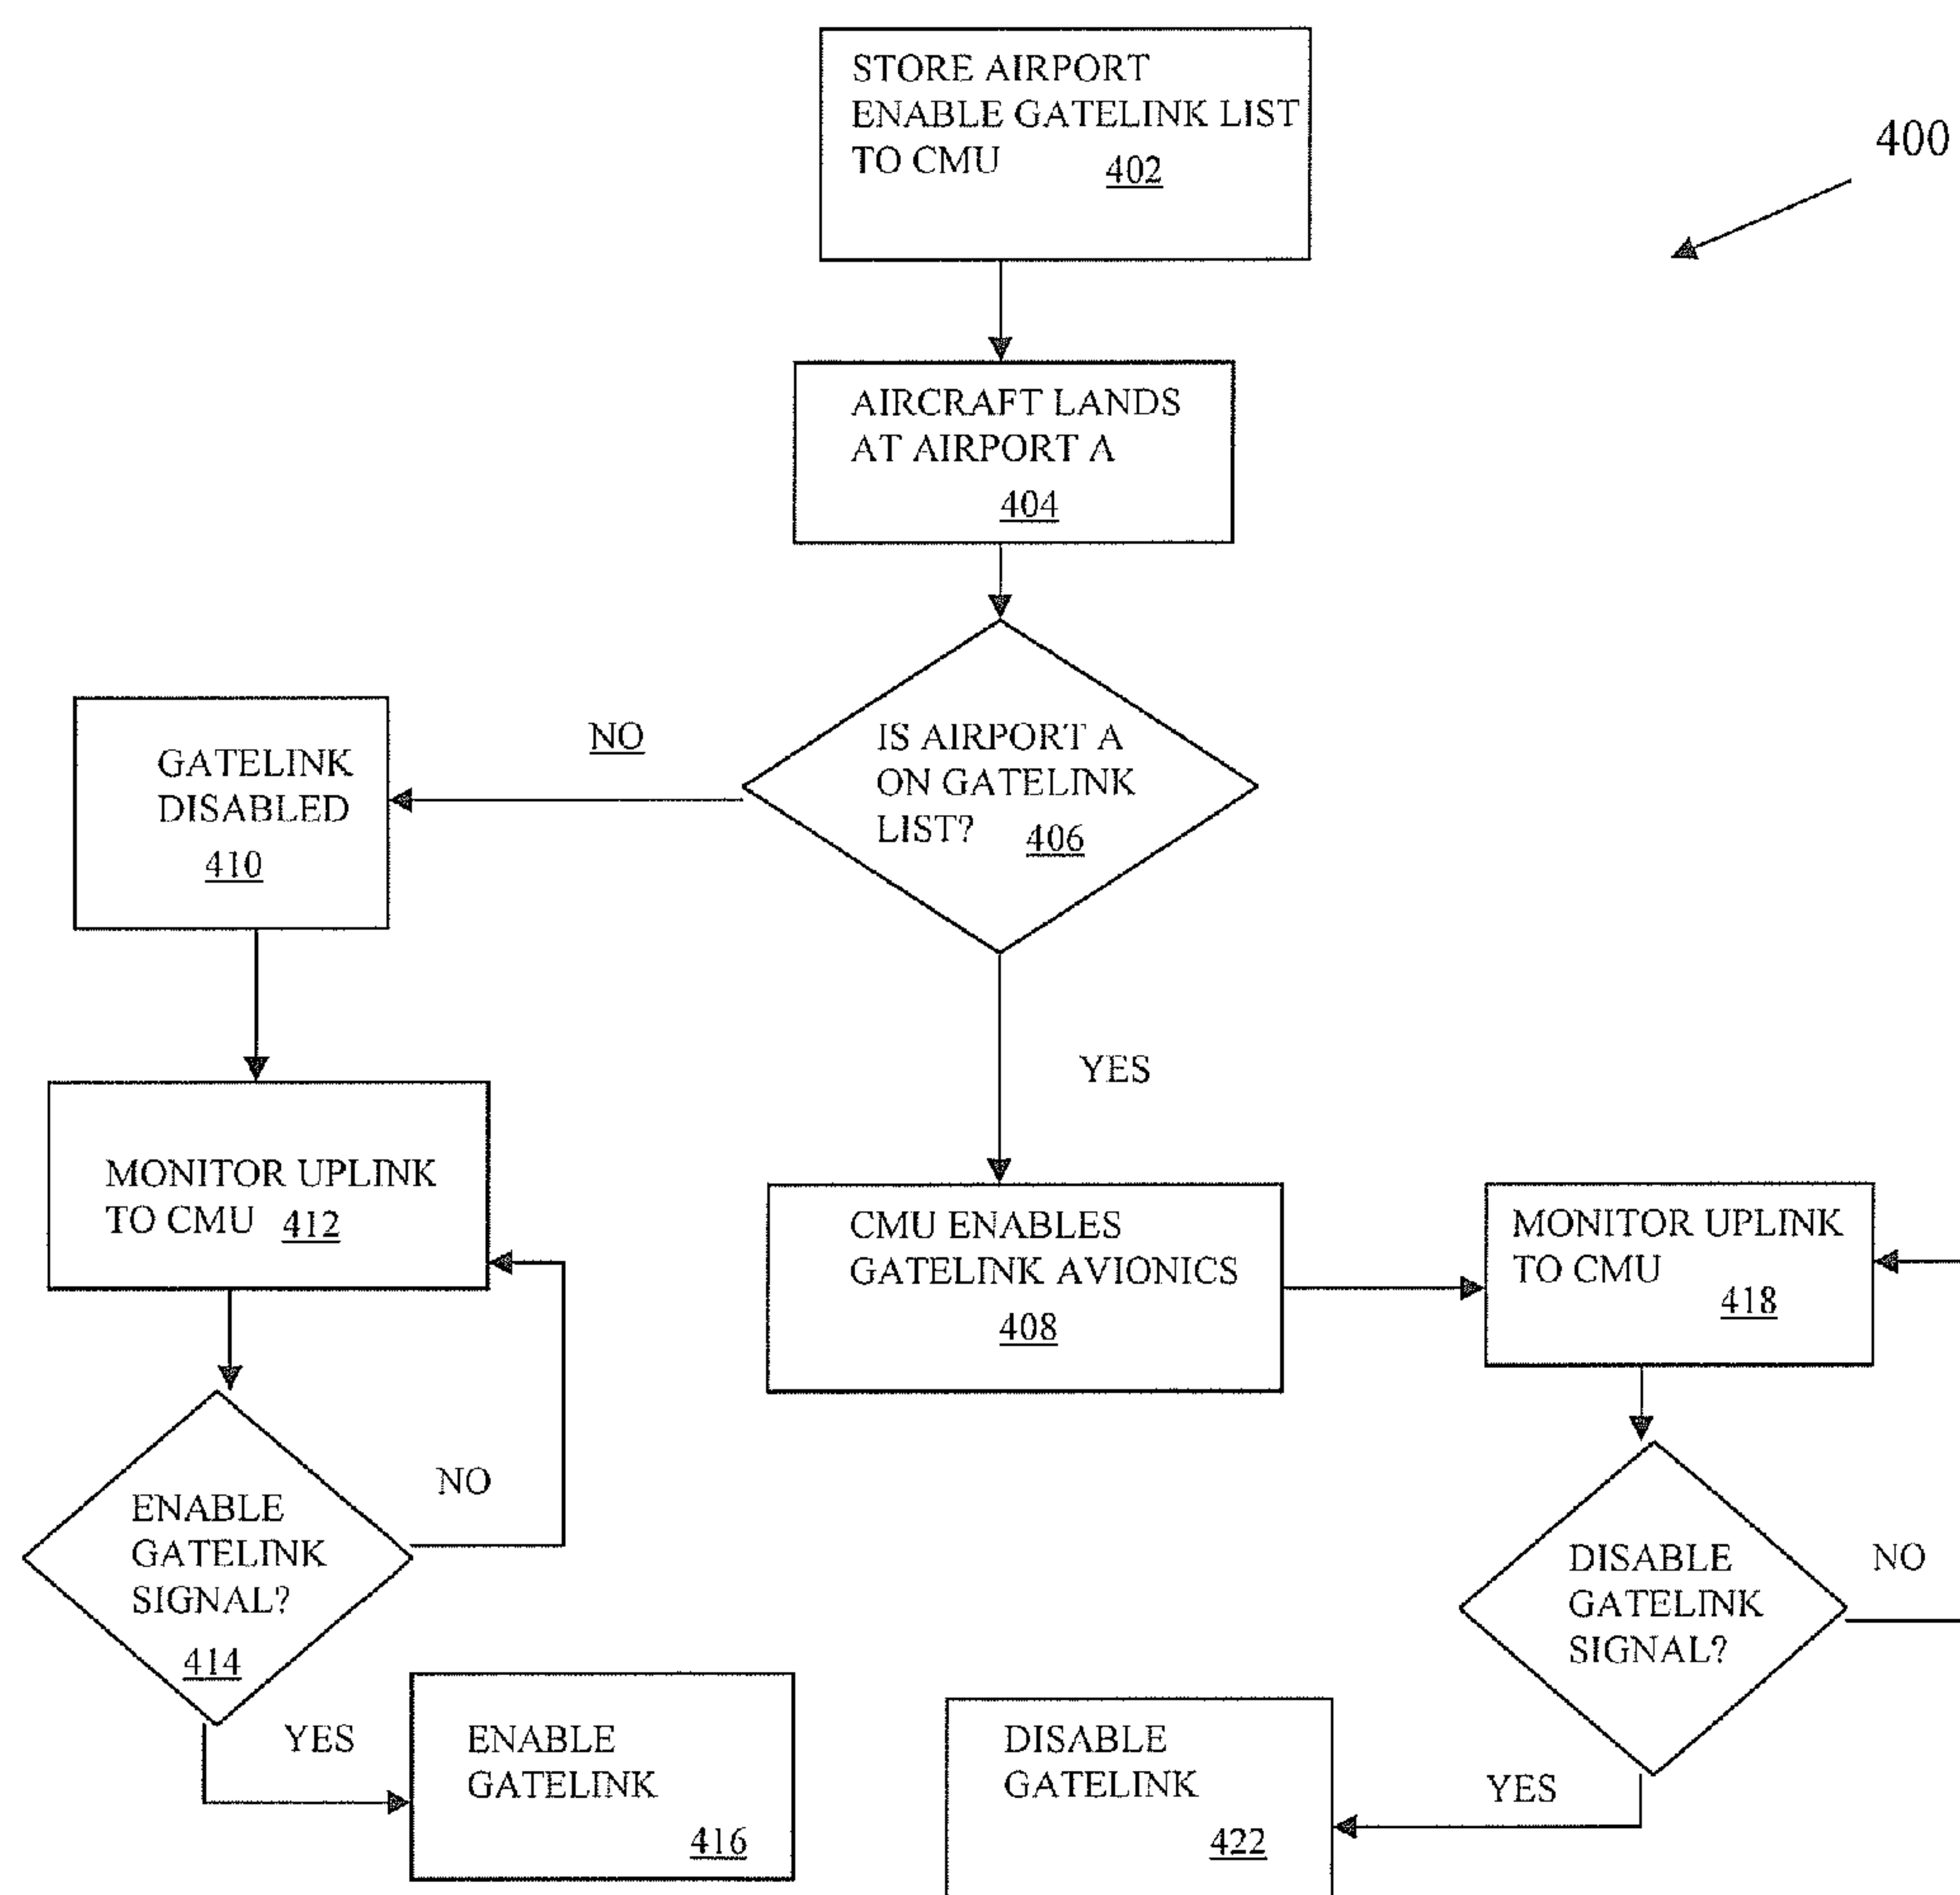 STORE AIRPORT
ENABLE GATELINK LIST
TO CMU 402
400
AIRCRAFT LANDS
AT AIRPORT A
404
IS AIRPORT A
ON GATELINK
LIST? 406
NO
GATELINK
DISABLED
410
YES
MONITOR UPLINK
TO CMU 412
CMU ENABLES
GATELINK AVIONICS
408
MONITOR UPLINK
TO CMU
418
ENABLE
GATELINK
SIGNAL?
414
NO
DISABLE
GATELINK
SIGNAL?
NO
YES
ENABLE
GATELINK
416
DISABLE
GATELINK
422
YES